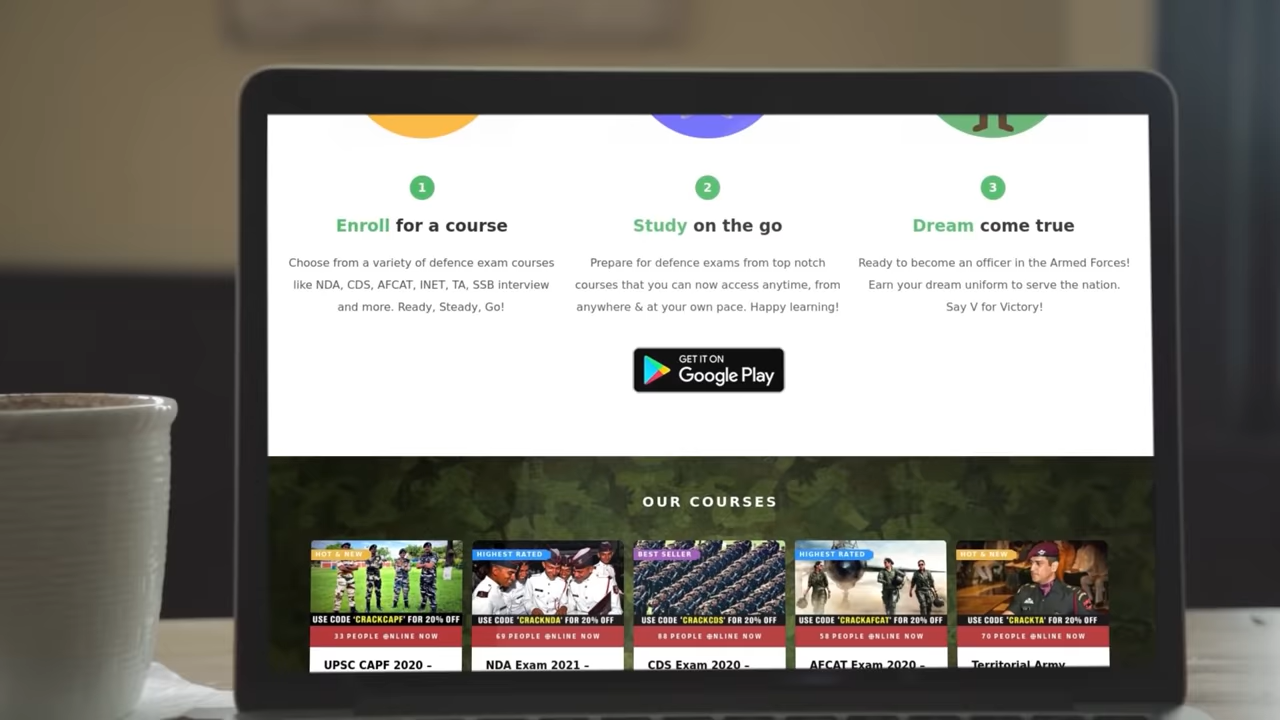 1
Enroll for a course
Choose from a variety of defence exam courses
like NDA, CDS, AFCAT, INET, TA, SSB interview
and more. Ready, Steady, Go!
2
Study on the go
Prepare for defence exams from top notch
courses that you can now access anytime, from
anywhere & at your own pace. Happy learning!
3
Dream come true
Ready to become an officer in the Armed Forces!
Earn your dream uniform to serve the nation.
Say V for Victory!
GET IT ON
Google Play
OUR COURSES
HOT & NEW
USE CODE 'CRACKCAPF' FOR 20% OFF
33 PEOPLE ONLINE NOW
UPSC CAPF 2020 –
HIGHEST RATED
USE CODE 'CRACKNDA' FOR 20% OFF
69 PEOPLE ONLINE NOW
NDA Exam 2021 –
BEST SELLER
USE CODE 'CRACKCDS' FOR 20% OFF
88 PEOPLE ONLINE NOW
CDS Exam 2020 –
HIGHEST RATED
USE CODE 'CRACKAFCAT' FOR 20% OFF
58 PEOPLE ONLINE NOW
AFCAT Exam 2020 –
HOT & NEW
USE CODE 'CRACKTA' FOR 20% OFF
70 PEOPLE ONLINE NOW
Territorial Army